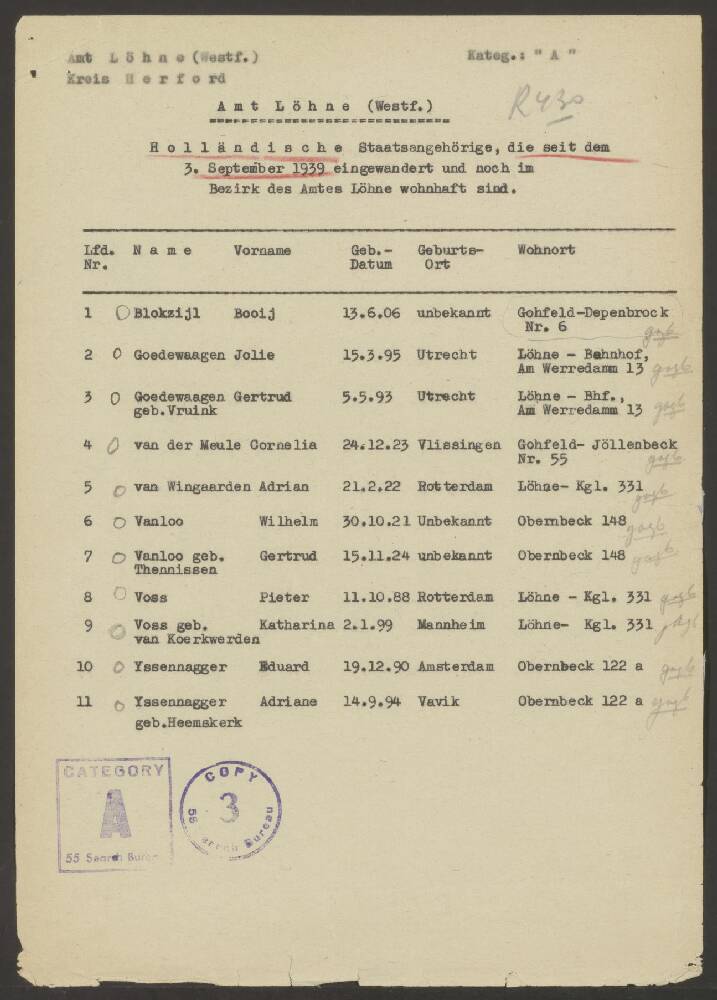 Amt Löhne (Westf.) Kateg.: " A "
Kreis Herford
R430
Amt Löhne (Westf.)
Holländische Staatsangehörige, die seit dem
3. September 1939 eingewandert und noch im
Bezirk des Amtes Löhne wohnhaft sind.
Lfd. Name Vorname Geb.- Geburts- Wohnort
Nr. Datum Ort
1 Blokzijl Booij 13.6.06 unbekannt Gohfeld-Depenbrock
Nr. 6
2 Goedewaagen Jolie 15.3.95 Utrecht Löhne - Bahnhof,
Am Werredamm 13
3 Goedewaagen Gertrud 5.5.93 Utrecht Löhne - Bhf.,
geb.Vruink Am Werredamm 13
4 van der Meule Cornelia 24.12.23 Vlissingen Gohfeld- Jöllenbeck
Nr. 55
5 van Wingaarden Adrian 21.2.22 Rotterdam Löhne- Kgl. 331
6 Vanloo Wilhelm 30.10.21 Unbekannt Obernbeck 148
7 Vanloo geb. Gertrud 15.11.24 unbekannt Obernbeck 148
Thennissen
8 Voss Pieter 11.10.88 Rotterdam Löhne - Kgl. 331
9 Voss geb. Katharina 2.1.99 Mannheim Löhne- Kgl. 331
van Koerkwerden
10 Yssennagger Eduard 19.12.90 Amsterdam Obernbeck 122 a
11 Yssennagger Adriane 14.9.94 Vavik Obernbeck 122 a
geb.Heemskerk
CATEGORY
A
55 Search Bureau
COPY
3
55 Search Bureau